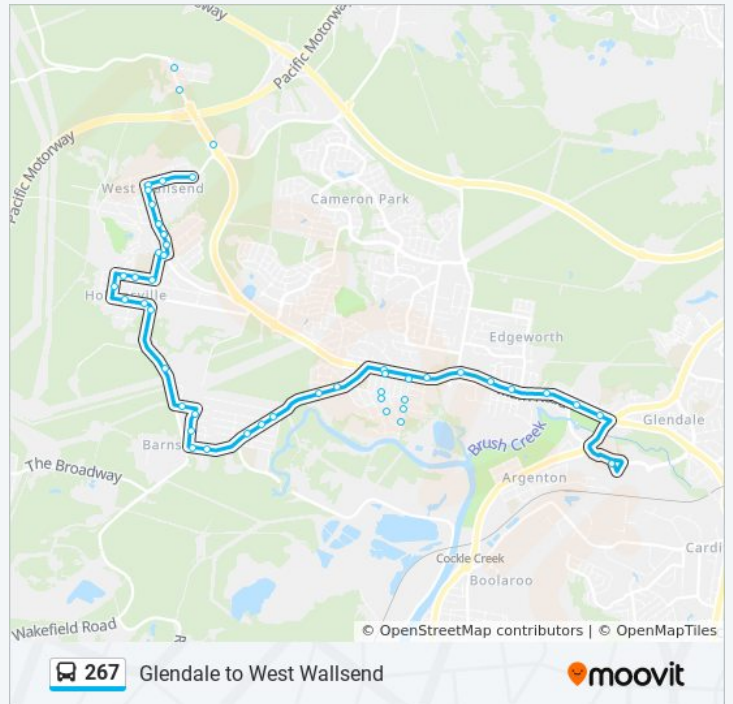 Pacific Motorway
West Wallsend
Pacific Motorway
Cameron Park
Edgeworth
Glendale
Brush Creek
The Broadway
Argenton
Cockle Creek
Cardi
Boolaroo
Wakefield Road
© OpenStreetMap contributors | © OpenMapTiles
267 Glendale to West Wallsend
moovit